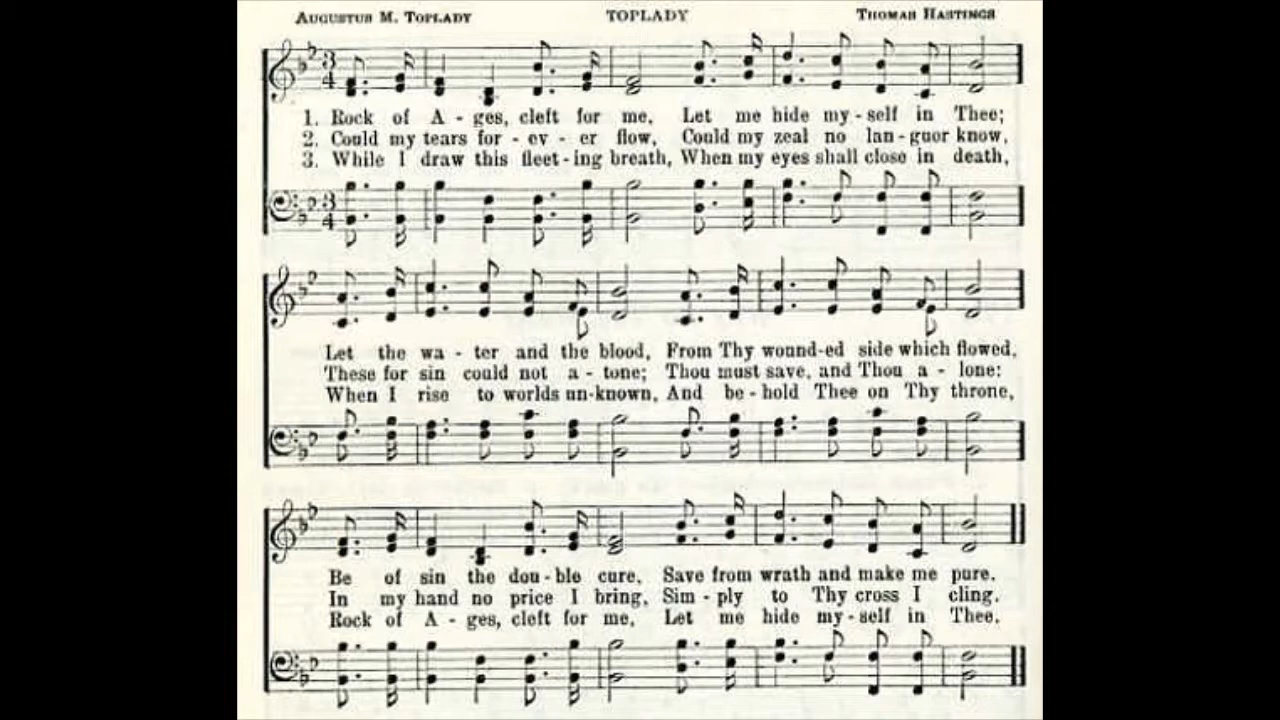 AUGUSTUS M. TOPLADY TOPLADY THOMAS HASTINGS
1. Rock of A - ges, cleft for me, Let me hide my - self in Thee;
2. Could my tears for - ev - er flow, Could my zeal no lan - guor know,
3. While I draw this fleet - ing breath, When my eyes shall close in death,
Let the wa - ter and the blood, From Thy wound-ed side which flowed,
These for sin could not a - tone; Thou must save, and Thou a - lone:
When I rise to worlds un-known, And be - hold Thee on Thy throne,
Be of sin the dou - ble cure, Save from wrath and make me pure.
In my hand no price I bring, Sim - ply to Thy cross I cling.
Rock of A - ges, cleft for me, Let me hide my - self in Thee.